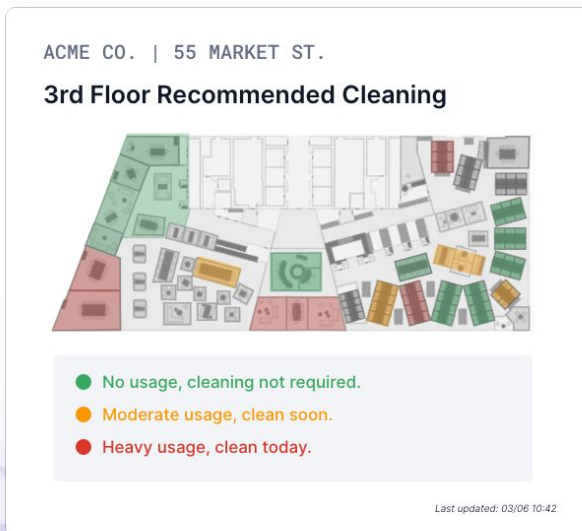 ACME CO. | 55 MARKET ST.
3rd Floor Recommended Cleaning
No usage, cleaning not required.
Moderate usage, clean soon.
Heavy usage, clean today.
Last updated: 03/06 10:42